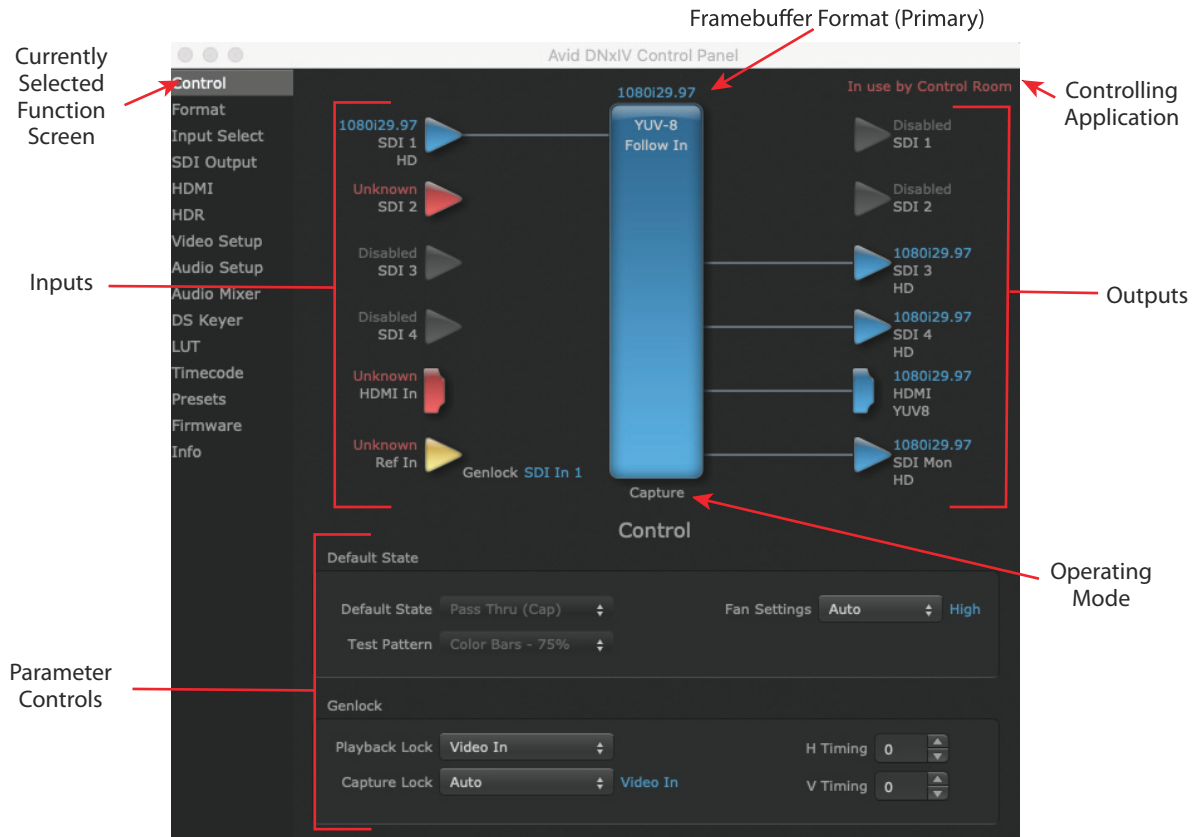 Framebuffer Format (Primary)
Currently
Selected
Function
Screen
Avid DNxIV Control Panel
Controlling
Application
Control
Format
Input Select
SDI Output
HDMI
HDR
Video Setup
Audio Setup
Audio Mixer
DS Keyer
LUT
Timecode
Presets
Firmware
Info
Inputs
1080i29.97
SDI 1
HD
Unknown
SDI 2
Disabled
SDI 3
Disabled
SDI 4
Unknown
HDMI In
Unknown
Ref In
Genlock SDI In 1
1080i29.97
YUV-8
Follow In
Capture
In use by Control Room
Disabled
SDI 1
Disabled
SDI 2
1080i29.97
SDI 3
HD
1080i29.97
SDI 4
HD
1080i29.97
HDMI
YUV8
1080i29.97
SDI Mon
HD
Outputs
Operating
Mode
Control
Parameter
Controls
Default State
Default State Pass Thru (Cap)
Fan Settings Auto High
Test Pattern Color Bars - 75%
Genlock
Playback Lock Video In
H Timing 0
Capture Lock Auto Video In
V Timing 0